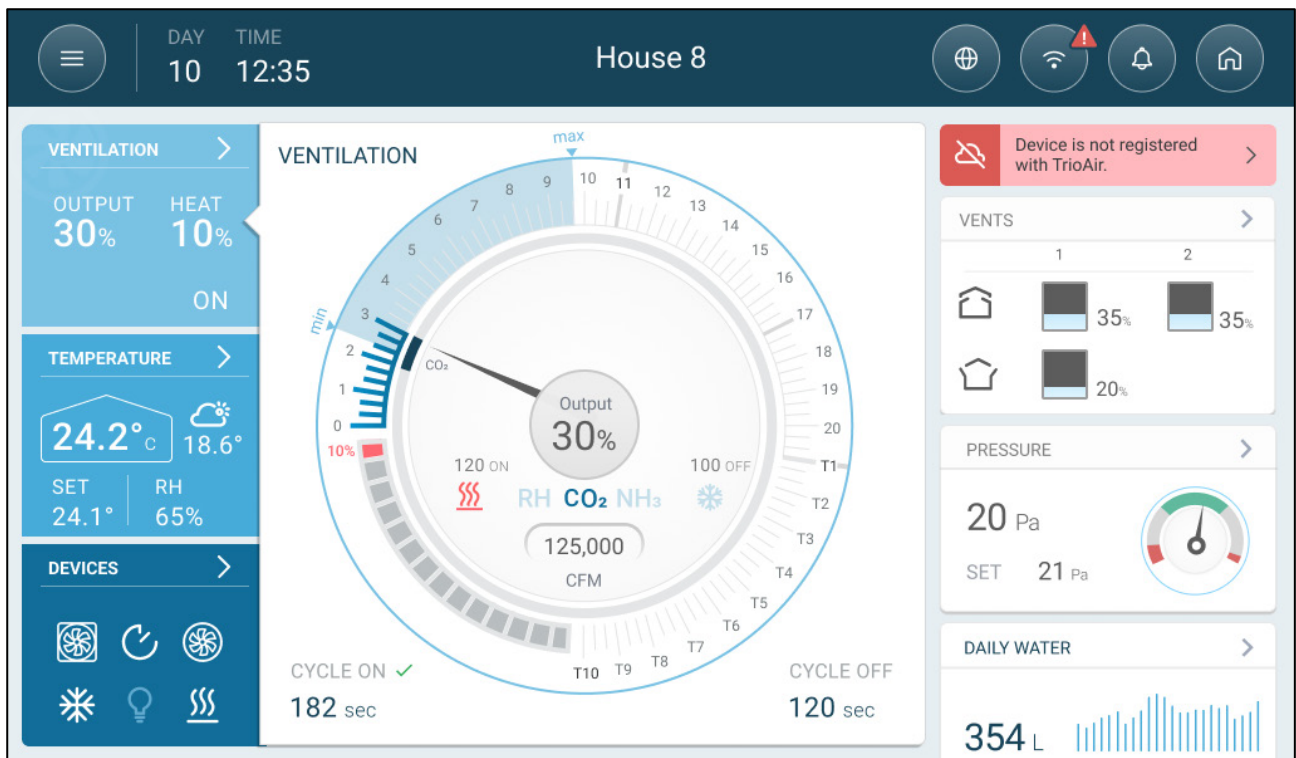 DAY TIME
10 12:35
House 8
VENTILATION
OUTPUT HEAT
30% 10%
ON
TEMPERATURE
24.2°C 18.6°
SET RH
24.1° 65%
DEVICES
VENTILATION
max
min
0
1
2
3
4
5
6
7
8
9
10
11
12
13
14
15
16
17
18
19
20
T1
T2
T3
T4
T5
T6
T7
T8
T9
T10
10%
CO₂
Output
30%
120 ON
100 OFF
RH CO₂ NH₃
125,000
CFM
CYCLE ON
182 sec
CYCLE OFF
120 sec
Device is not registered
with TrioAir.
VENTS
1 2
35% 35%
20%
PRESSURE
20 Pa
SET 21 Pa
DAILY WATER
354 L